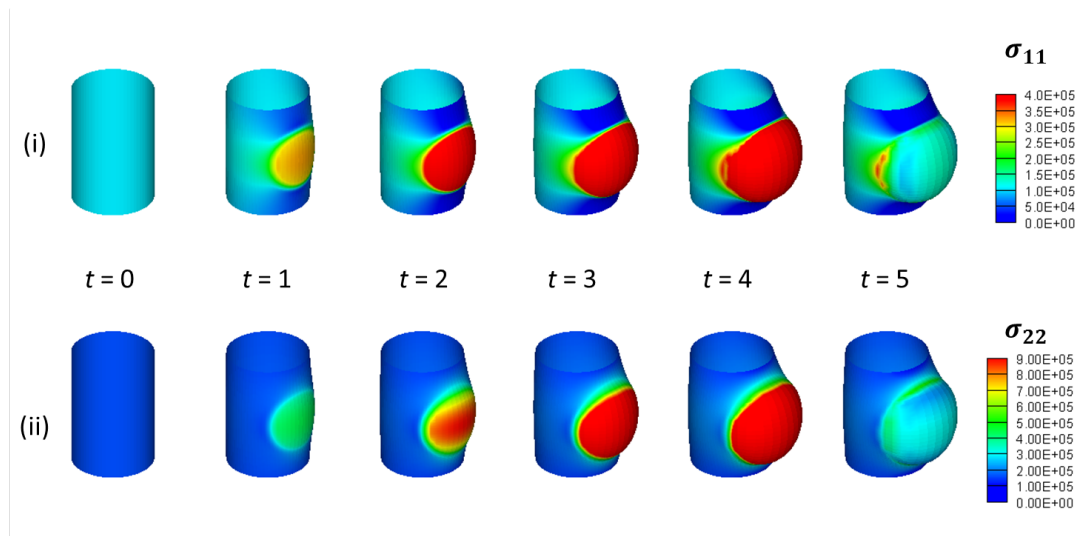 σ₁₁
(i)
4.0E+05
3.5E+05
3.0E+05
2.5E+05
2.0E+05
1.5E+05
1.0E+05
5.0E+04
0.0E+00
t = 0 t = 1 t = 2 t = 3 t = 4 t = 5
σ₂₂
(ii)
9.00E+05
8.00E+05
7.00E+05
6.00E+05
5.00E+05
4.00E+05
3.00E+05
2.00E+05
1.00E+05
0.00E+00